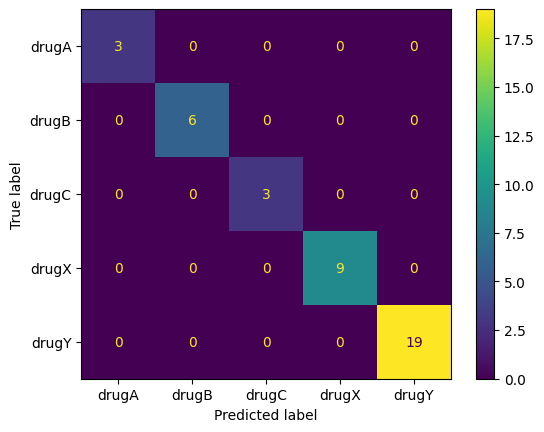 drugA 3 0 0 0 0
drugB 0 6 0 0 0
drugC 0 0 3 0 0
drugX 0 0 0 9 0
drugY 0 0 0 0 19
drugA drugB drugC drugX drugY
Predicted label
True label
17.5
15.0
12.5
10.0
7.5
5.0
2.5
0.0